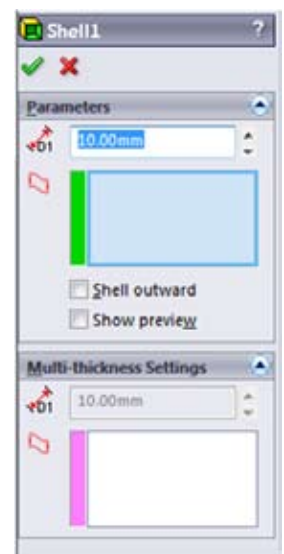 Shell1 ?
Parameters
D1 10.00mm
Shell outward
Show preview
Multi-thickness Settings
D1 10.00mm